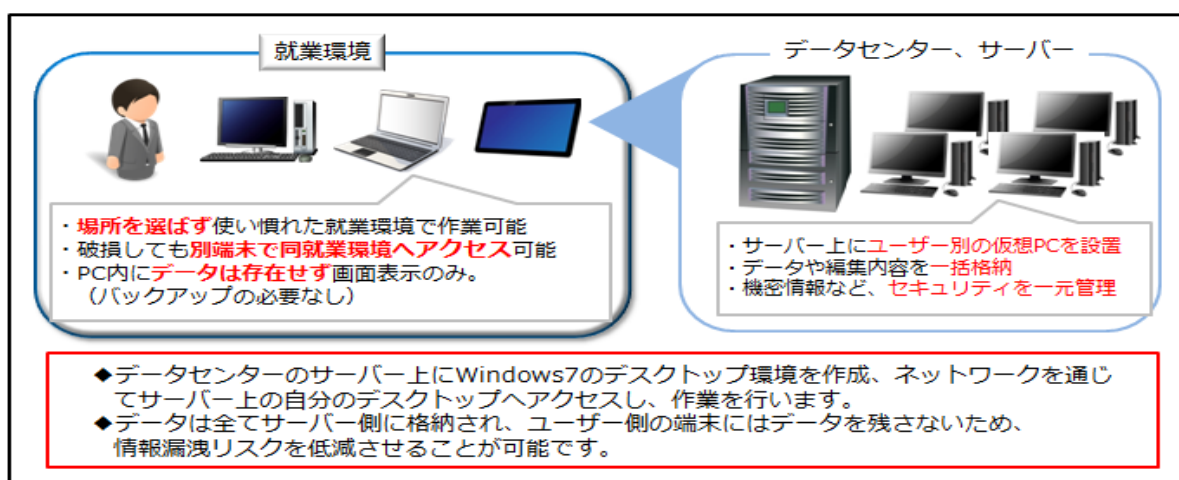 就業環境
・場所を選ばず使い慣れた就業環境で作業可能
・破損しても別端末で同就業環境へアクセス可能
・PC内にデータは存在せず画面表示のみ。
（バックアップの必要なし）
データセンター、サーバー
・サーバー上にユーザー別の仮想PCを設置
・データや編集内容を一括格納
・機密情報など、セキュリティを一元管理
◆データセンターのサーバー上にWindows7のデスクトップ環境を作成、ネットワークを通じ
てサーバー上の自分のデスクトップへアクセスし、作業を行います。
◆データは全てサーバー側に格納され、ユーザー側の端末にはデータを残さないため、
情報漏洩リスクを低減させることが可能です。